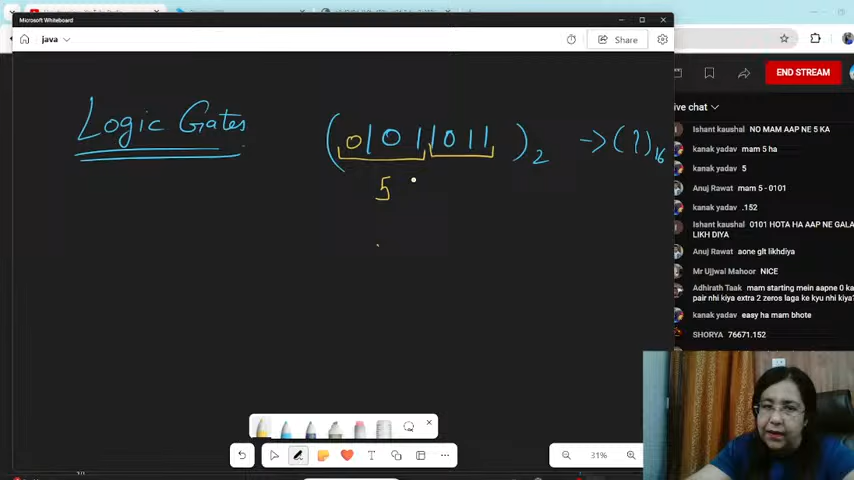 Microsoft Whiteboard
java
Share
END STREAM
Logic Gates
(01011011)₂ -> (?)₁₆
5
ive chat
Ishant kaushal NO MAM AAP NE 5 KA
kanak yadav mam 5 ha
kanak yadav 5
Anuj Rawat mam 5 - 0101
kanak yadav .152
Ishant kaushal 0101 HOTA HA AAP NE GALA
LIKH DIYA
Anuj Rawat aone glt likhdiya
Mr Ujjwal Mahoor NICE
Adhirath Taak mam starting mein aapne 0 ka
pair nhi kiya extra 2 zeros laga ke kyu nhi kiya?
kanak yadav easy ha mam bhote
SHORYA 76671.152
31%